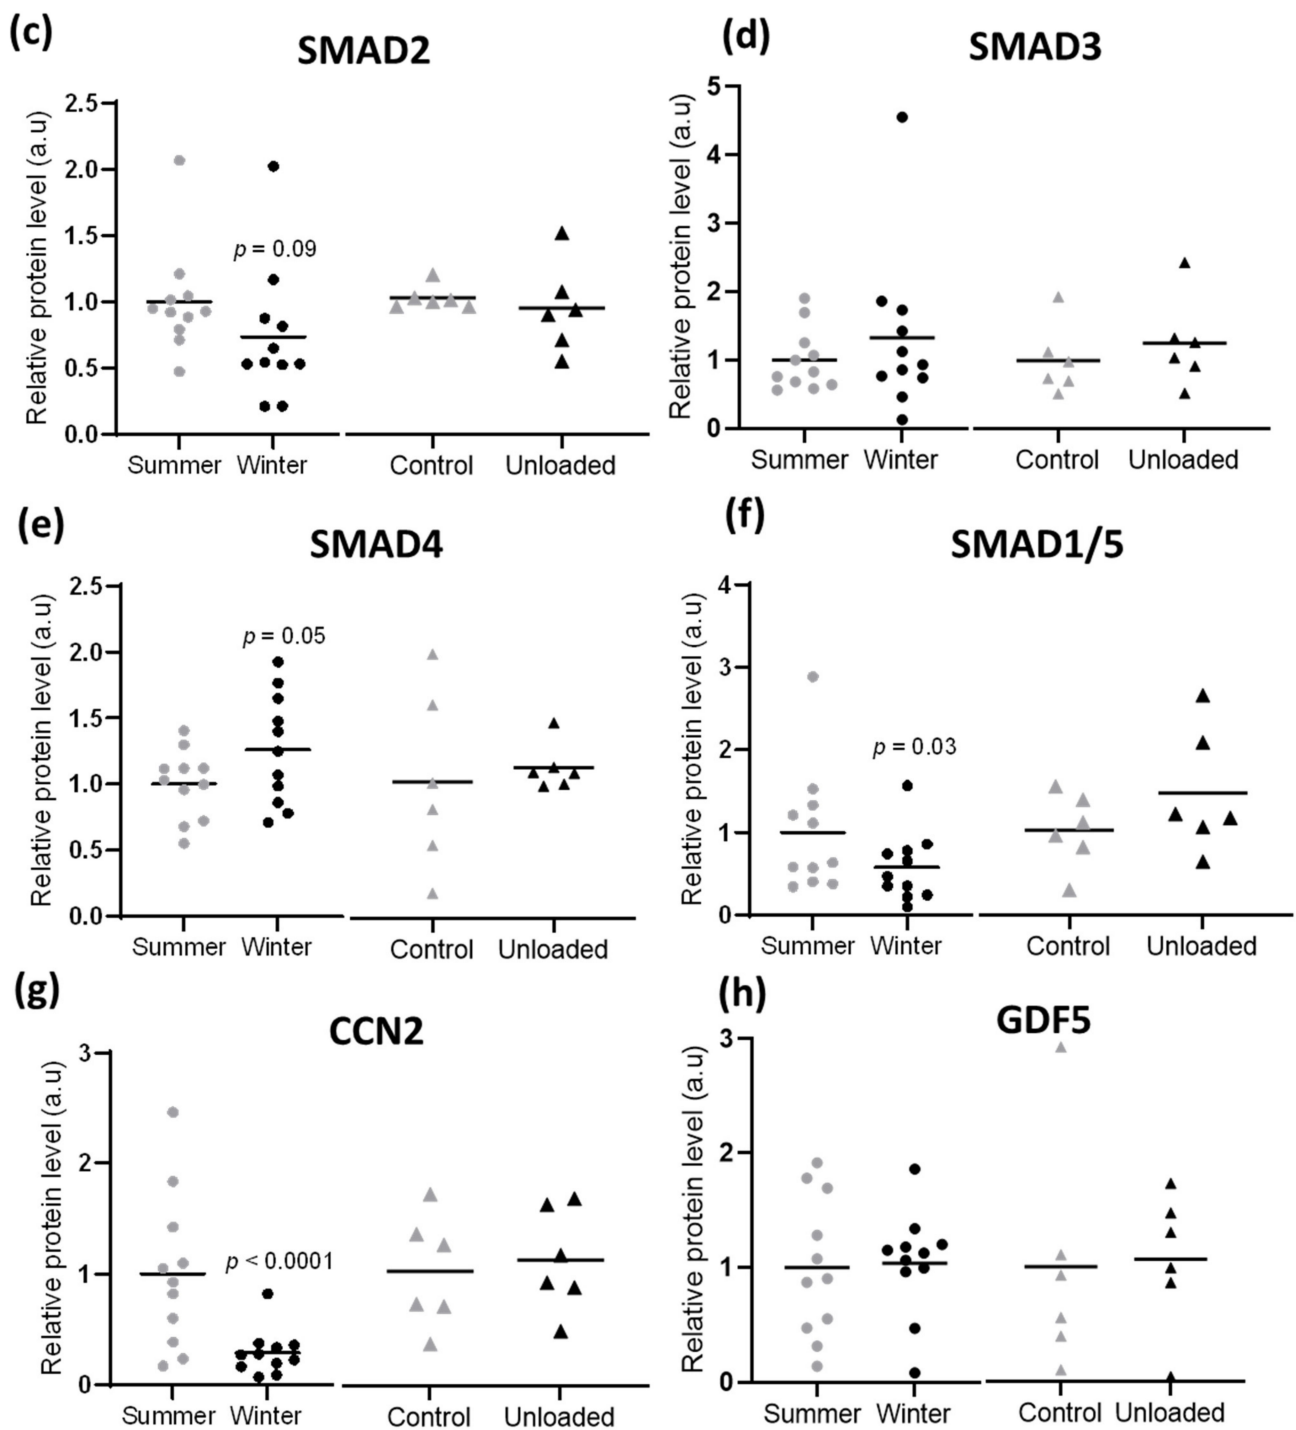 (c)
SMAD2
Relative protein level (a.u)
2.5
2.0
1.5
1.0
0.5
0.0
p = 0.09
Summer
Winter
Control
Unloaded
(d)
SMAD3
Relative protein level (a.u)
5
4
3
2
1
0
Summer
Winter
Control
Unloaded
(e)
SMAD4
Relative protein level (a.u)
2.5
2.0
1.5
1.0
0.5
0.0
p = 0.05
Summer
Winter
Control
Unloaded
(f)
SMAD1/5
Relative protein level (a.u)
4
3
2
1
0
p = 0.03
Summer
Winter
Control
Unloaded
(g)
CCN2
Relative protein level (a.u)
3
2
1
0
p < 0.0001
Summer
Winter
Control
Unloaded
(h)
GDF5
Relative protein level (a.u)
3
2
1
0
Summer
Winter
Control
Unloaded